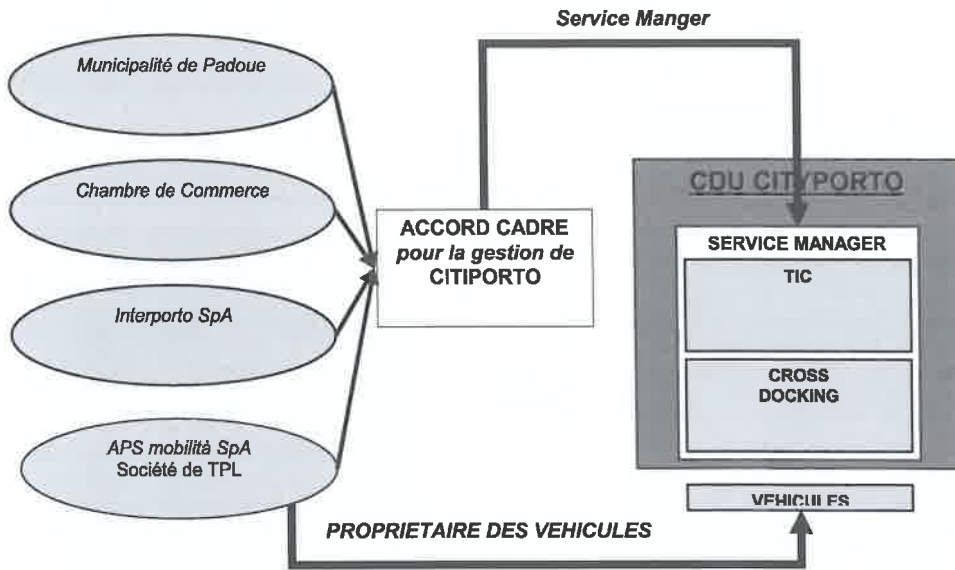 Service Manger
Municipalité de Padoue
Chambre de Commerce
Interporto SpA
APS mobilità SpA
Société de TPL
ACCORD CADRE
pour la gestion de
CITIPORTO
CDU CITYPORTO
SERVICE MANAGER
TIC
CROSS
DOCKING
VEHICULES
PROPRIETAIRE DES VEHICULES